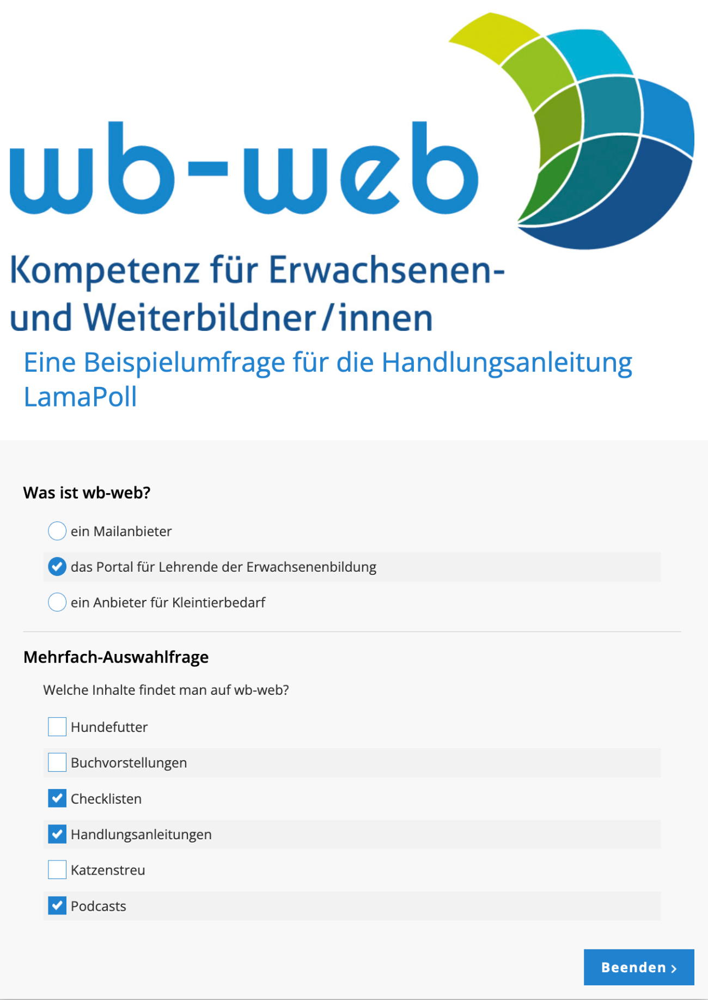 wb-web
Kompetenz für Erwachsenen-
und Weiterbildner/innen
Eine Beispielumfrage für die Handlungsanleitung
LamaPoll
Was ist wb-web?
ein Mailanbieter
das Portal für Lehrende der Erwachsenenbildung
ein Anbieter für Kleintierbedarf
Mehrfach-Auswahlfrage
Welche Inhalte findet man auf wb-web?
Hundefutter
Buchvorstellungen
Checklisten
Handlungsanleitungen
Katzenstreu
Podcasts
Beenden ›